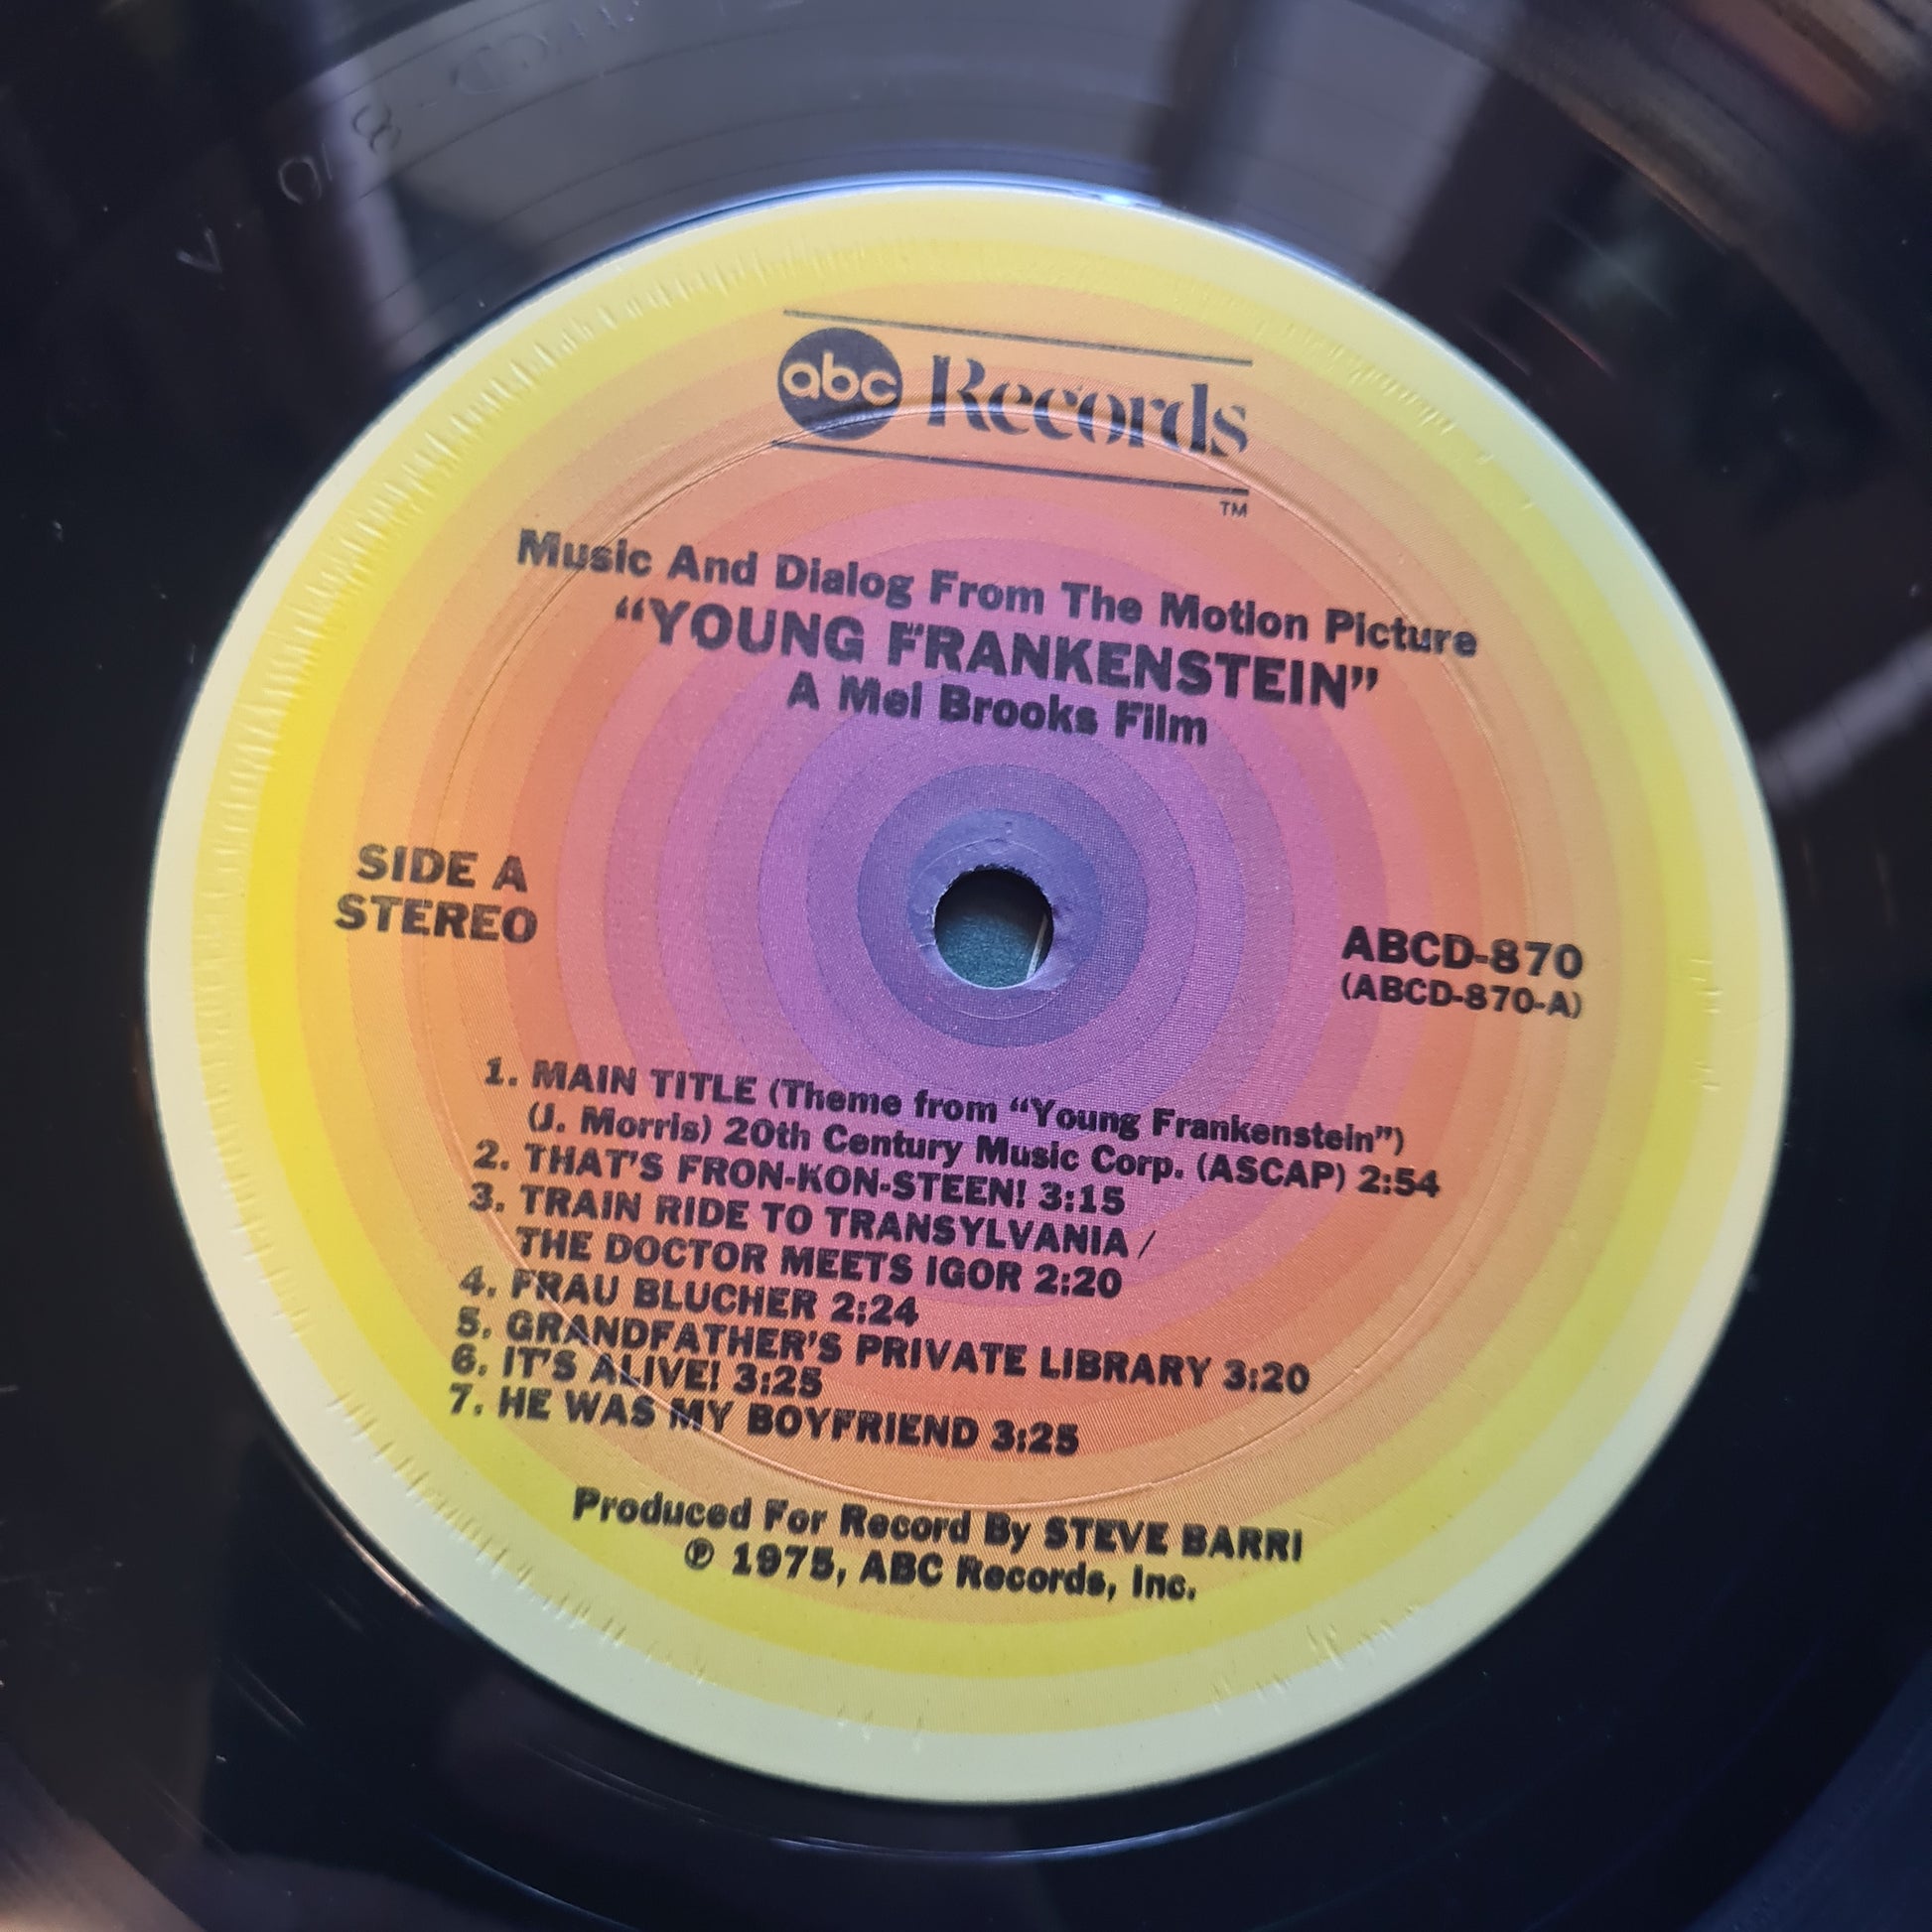 abc Records
TM
Music And Dialog From The Motion Picture
“YOUNG FRANKENSTEIN”
A Mel Brooks Film
SIDE A
STEREO
ABCD-870
(ABCD-870-A)
1. MAIN TITLE (Theme from “Young Frankenstein”)
(J. Morris) 20th Century Music Corp. (ASCAP) 2:54
2. THAT’S FRON-KON-STEEN! 3:15
3. TRAIN RIDE TO TRANSYLVANIA /
THE DOCTOR MEETS IGOR 2:20
4. FRAU BLUCHER 2:24
5. GRANDFATHER’S PRIVATE LIBRARY 3:20
6. IT’S ALIVE! 3:25
7. HE WAS MY BOYFRIEND 3:25
Produced For Record By STEVE BARRI
℗ 1975, ABC Records, Inc.